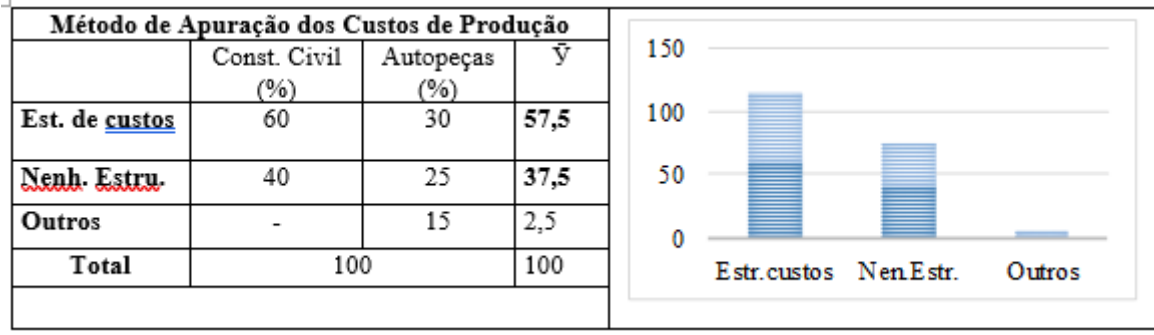 Método de Apuração dos Custos de Produção
Const. Civil (%) Autopeças (%) Ȳ
Est. de custos 60 30 57,5
Nenh. Estru. 40 25 37,5
Outros - 15 2,5
Total 100 100
150
100
50
0
Estr.custos Nen.Estr. Outros